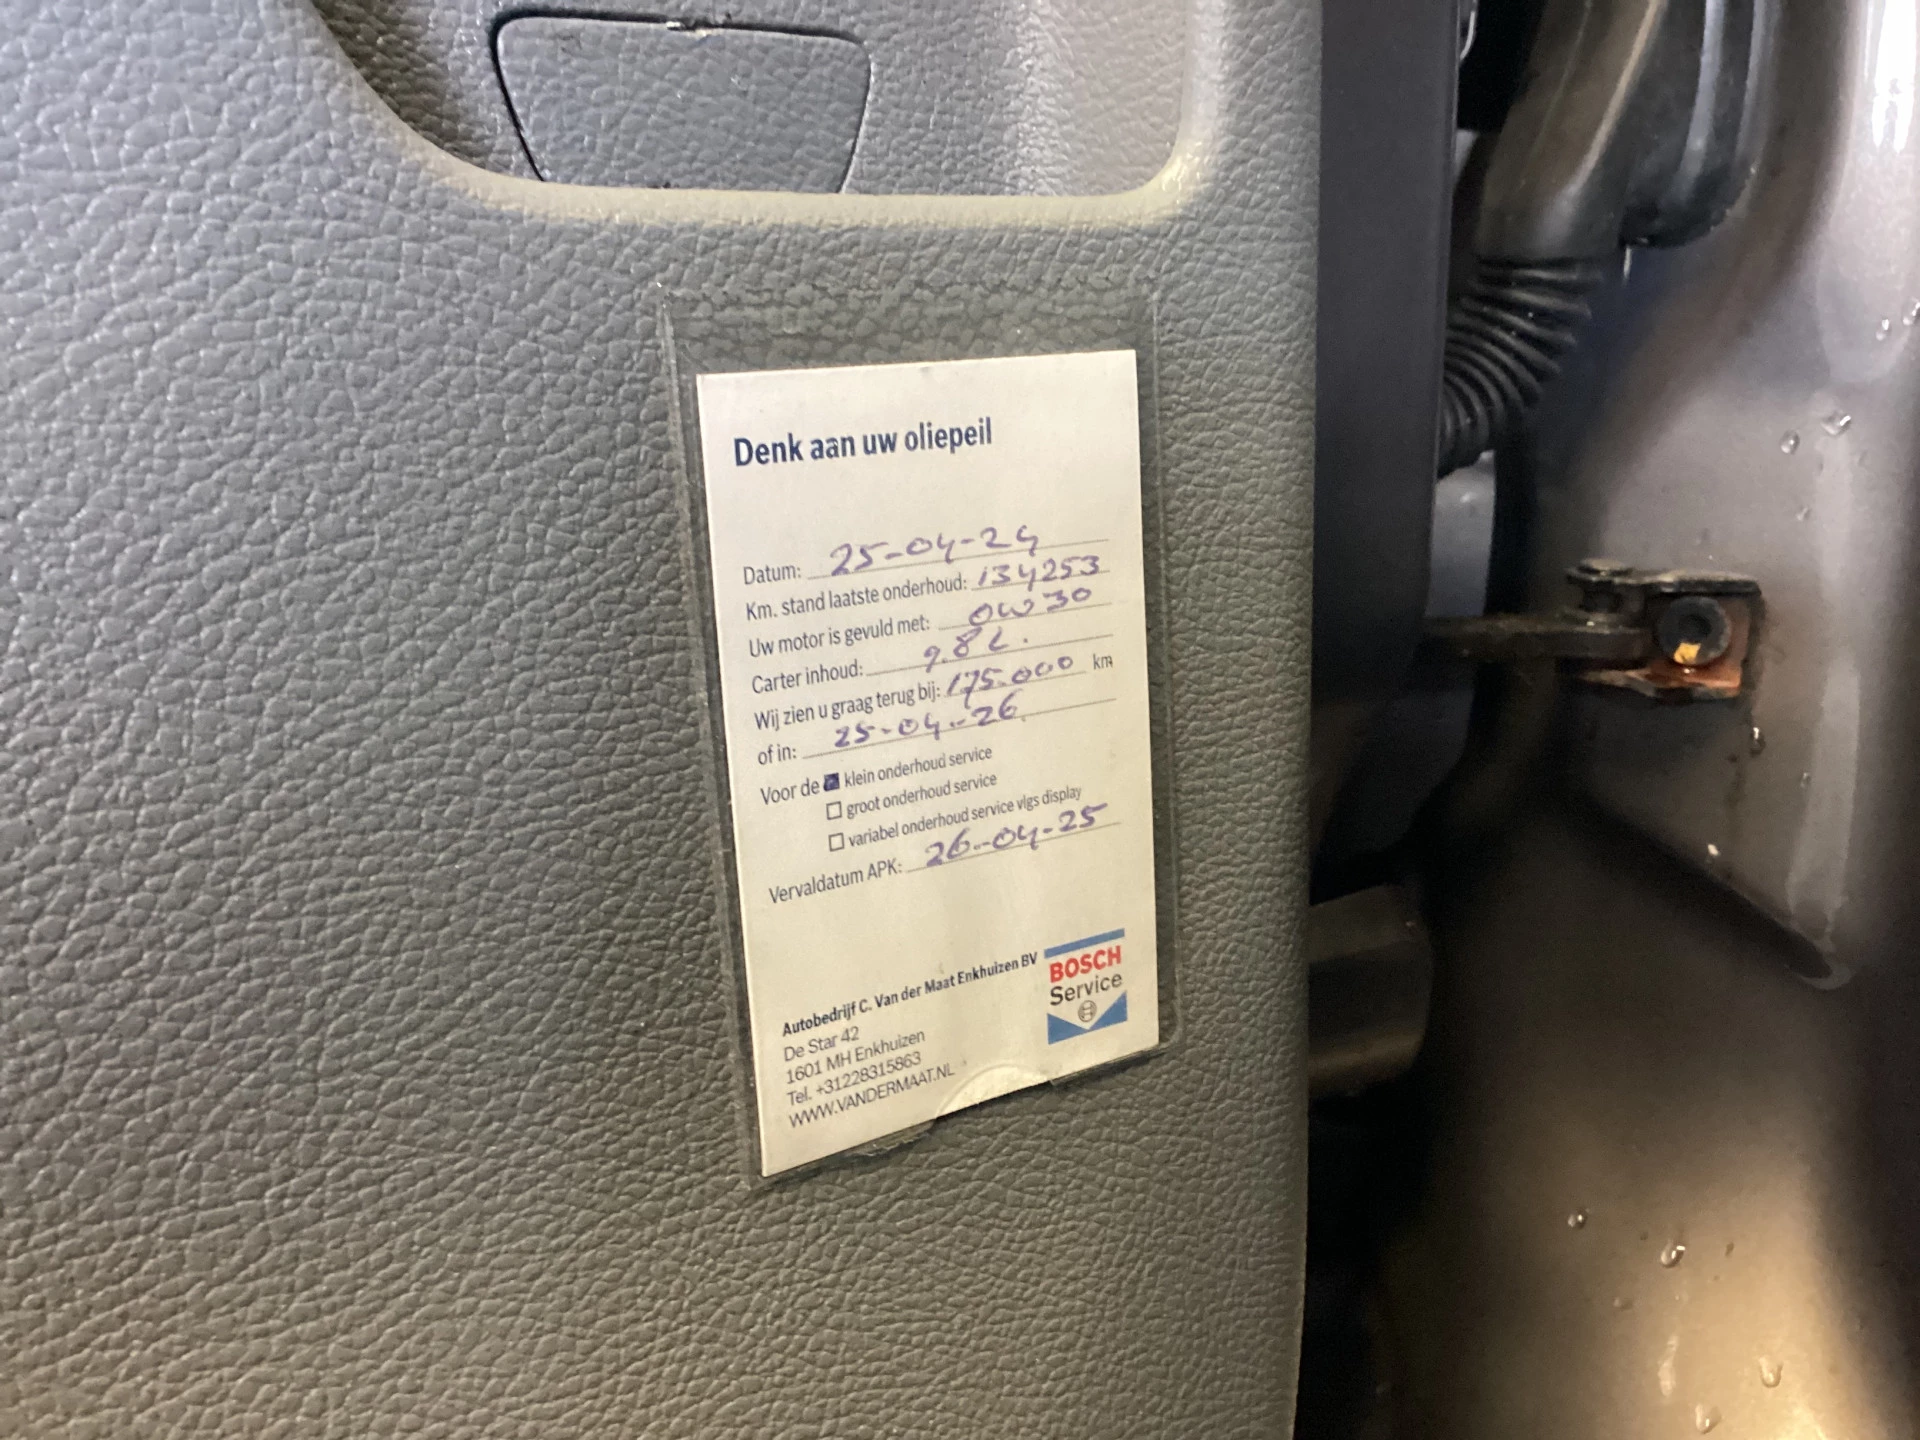 Denk aan uw oliepeil
Datum: 25-04-24
Km. stand laatste onderhoud: 134253
Uw motor is gevuld met: 0W30
Carter inhoud: 9.8L.
Wij zien u graag terug bij: 175.000 km
of in: 25-04-26
Voor de klein onderhoud service
groot onderhoud service
variabel onderhoud service vlgs display
Vervaldatum APK: 26-04-25
Autobedrijf C. Van der Maat Enkhuizen BV
De Star 42
1601 MH Enkhuizen
Tel. +31228315863
WWW.VANDERMAAT.NL
BOSCH
Service